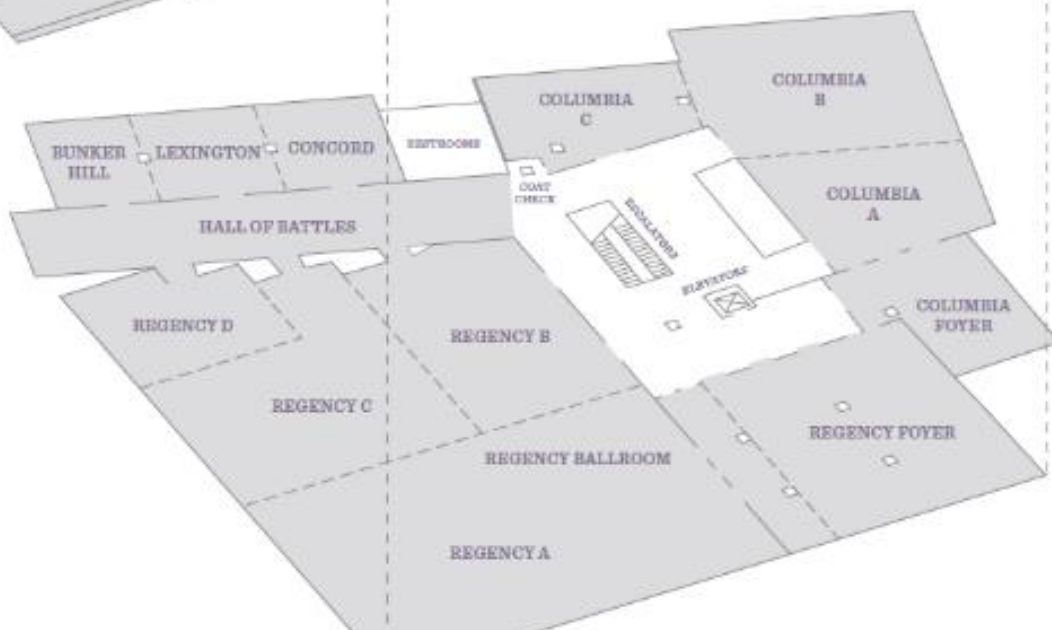 COLUMBIA
B
COLUMBIA
C
RESTROOMS
BUNKER
HILL
LEXINGTON
CONCORD
COAT
CHECK
COLUMBIA
A
ESCALATORS
HALL OF BATTLES
ELEVATORS
COLUMBIA
FOYER
REGENCY D
REGENCY B
REGENCY C
REGENCY FOYER
REGENCY BALLROOM
REGENCY A